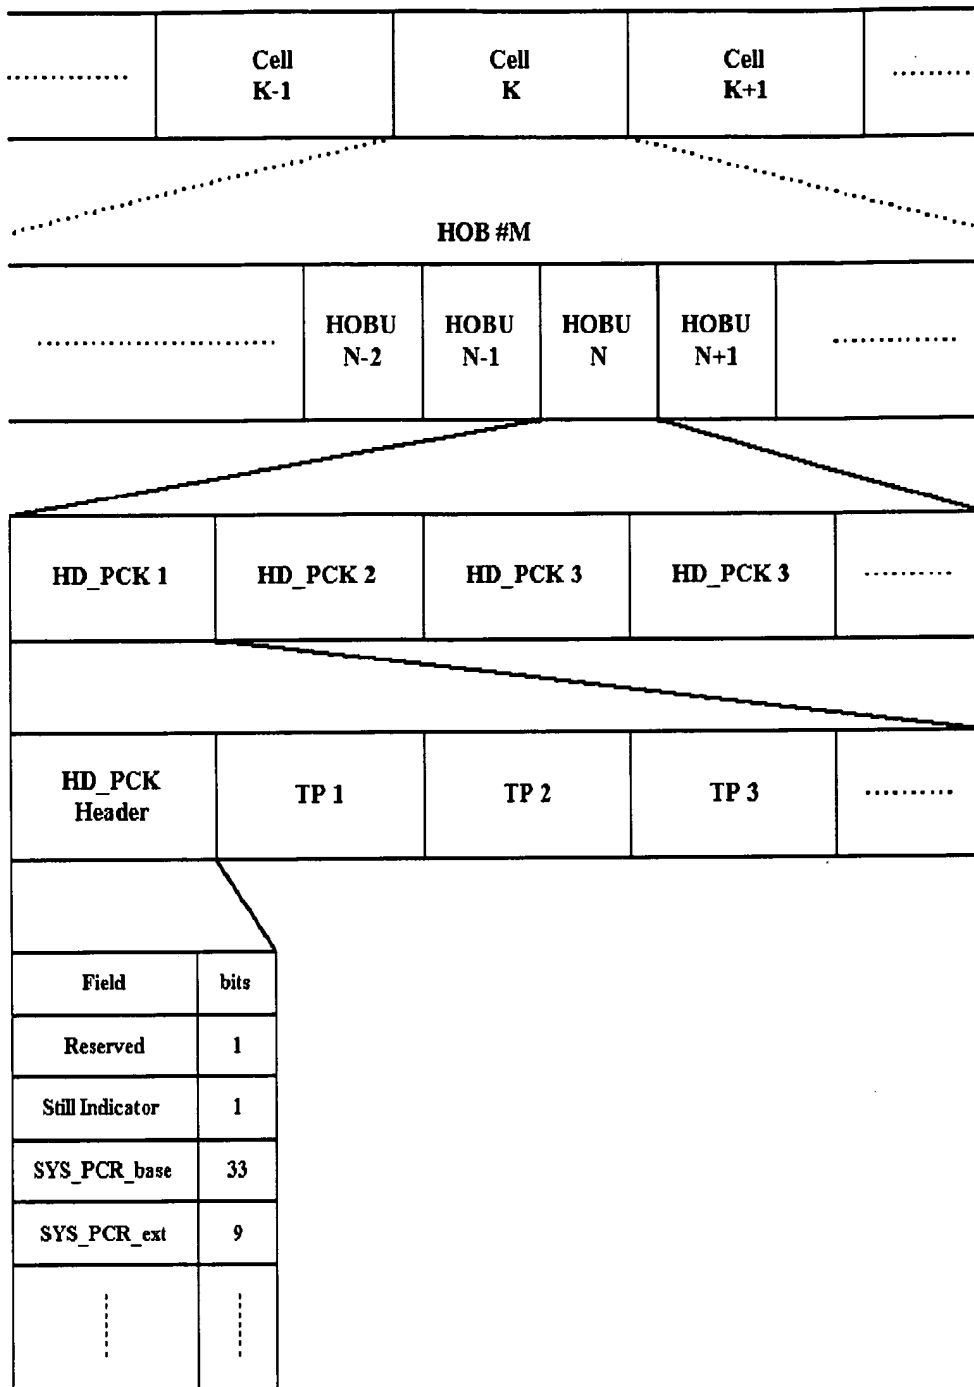 Cell Cell Cell
K-1 K K+1
HOB #M
HOBU HOBU HOBU HOBU
N-2 N-1 N N+1
HD_PCK 1 HD_PCK 2 HD_PCK 3 HD_PCK 3
HD_PCK
Header TP 1 TP 2 TP 3
Field bits
Reserved 1
Still Indicator 1
SYS_PCR_base 33
SYS_PCR_ext 9